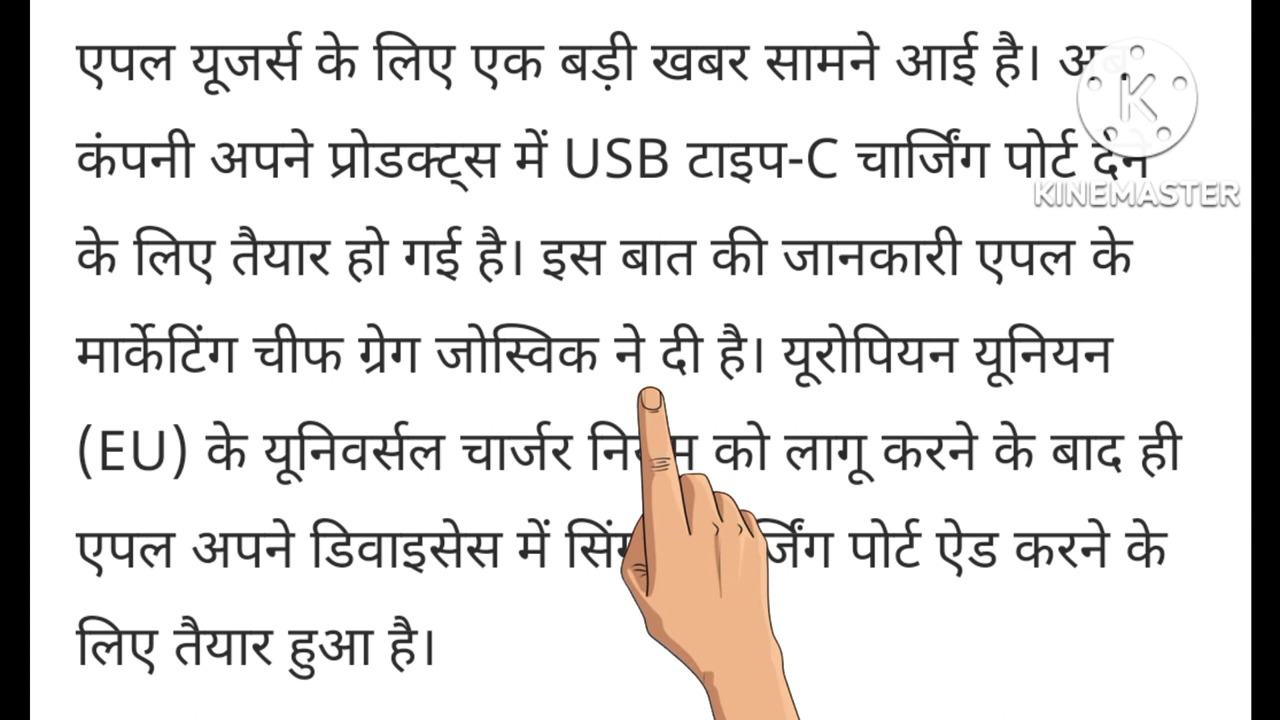 एपल यूजर्स के लिए एक बड़ी खबर सामने आई है।
K
कंपनी अपने प्रोडक्ट्स में USB टाइप-C चार्जिंग पोर्ट देने
KINEMASTER
के लिए तैयार हो गई है। इस बात की जानकारी एपल के
मार्केटिंग चीफ ग्रेग जोस्विक ने दी है। यूरोपियन यूनियन
(EU) के यूनिवर्सल चार्जर नियम को लागू करने के बाद ही
एपल अपने डिवाइसेस में पोर्ट ऐड करने के
लिए तैयार हुआ है।